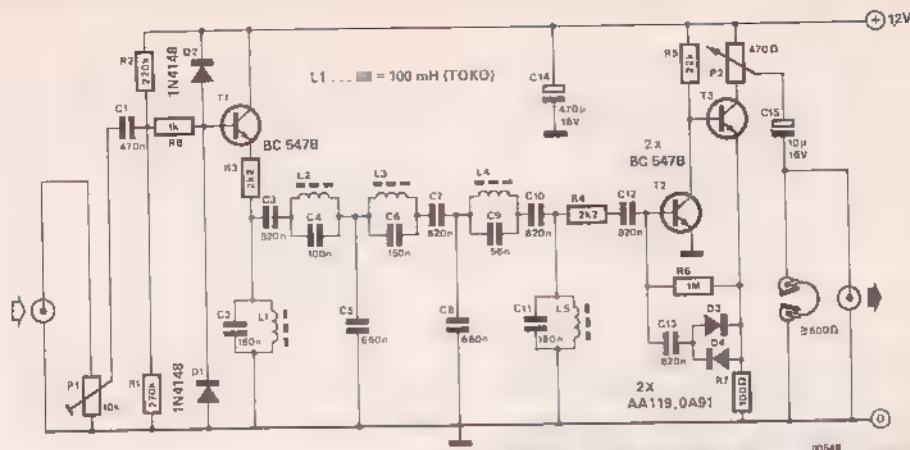 12V
R2
220k
D2
1N4148
T1
L1 .... = 100 mH (TOKO)
C14
470µ
16V
R5
22k
470Ω
P2
T3
C15
10µ
16V
C1
470n
1k
R8
BC 547B
2x
BC 547B
R3
2k2
L2
L3
L4
C3
820n
C4
100n
C6
150n
C7
820n
C9
56n
C10
820n
R4
2k7
C12
820n
T2
R6
1M
C2
150n
L1
C5
680n
C8
680n
C11
180n
L5
C13
820n
D3
D4
≥600Ω
P1
10k
R1
270k
1N4148
D1
2X
AA119, OA91
R7
100Ω
0